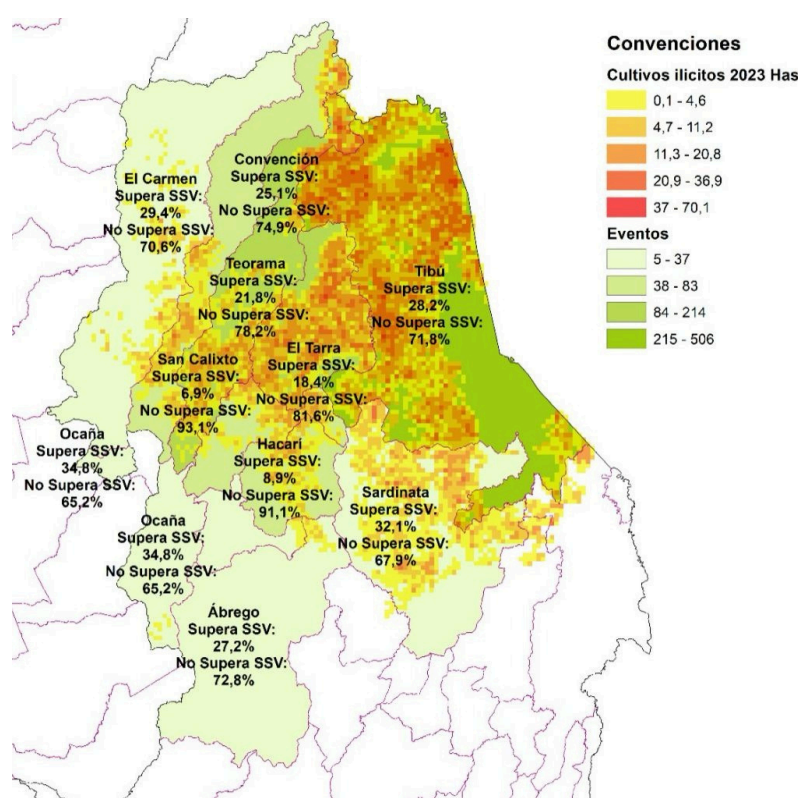 Convenciones
Cultivos ilicitos 2023 Has
0,1 - 4,6
4,7 - 11,2
11,3 - 20,8
20,9 - 36,9
37 - 70,1
Eventos
5 - 37
38 - 83
84 - 214
215 - 506
Convención
Supera SSV:
25,1%
No Supera SSV:
74,9%
El Carmen
Supera SSV:
29,4%
No Supera SSV:
70,6%
Teorama
Supera SSV:
21,8%
No Supera SSV:
78,2%
Tibú
Supera SSV:
28,2%
No Supera SSV:
71,8%
El Tarra
Supera SSV:
18,4%
No Supera SSV:
81,6%
San Calixto
Supera SSV:
6,9%
No Supera SSV:
93,1%
Ocaña
Supera SSV:
34,8%
No Supera SSV:
65,2%
Hacarí
Supera SSV:
8,9%
No Supera SSV:
91,1%
Sardinata
Supera SSV:
32,1%
No Supera SSV:
67,9%
Ocaña
Supera SSV:
34,8%
No Supera SSV:
65,2%
Ábrego
Supera SSV:
27,2%
No Supera SSV:
72,8%